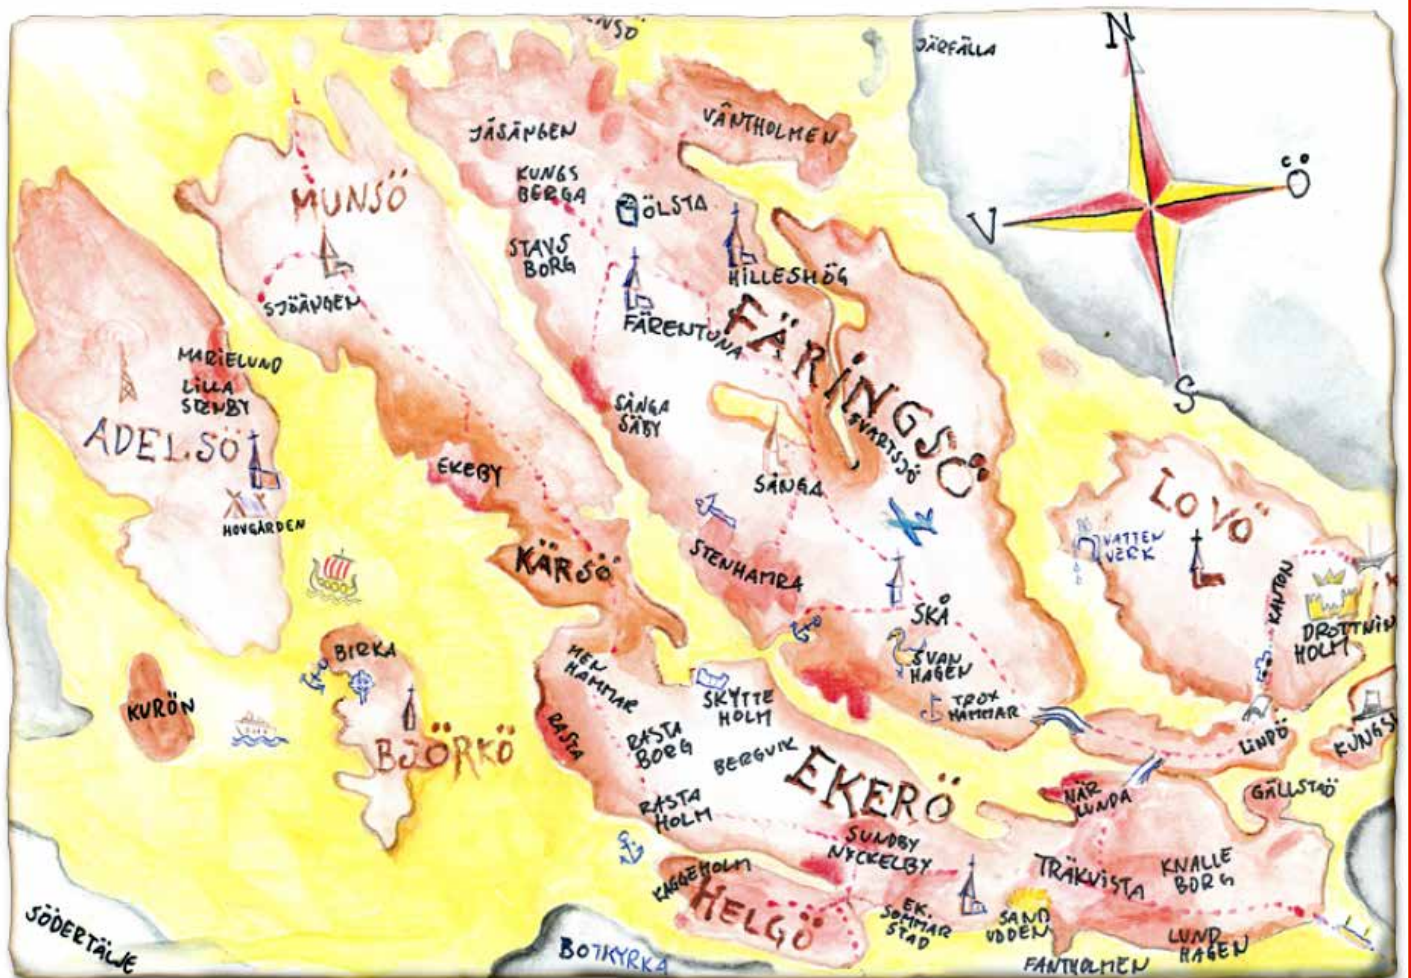 JÄRFÄLLA
N
V
Ö
S
JÄSÄNGEN
VÄNTHOLMEN
KUNGS
BERGA
ÖLSTA
MUNSÖ
STAVS
BORG
HILLESHÖG
SJÖÄNGEN
FÄRENTUNA
FÄRINGSÖ
MARIELUND
LILLA
STENBY
ADELSÖ
SÅNGA
SÄBY
SVARTSJÖ
EKEBY
SÅNGA
LOVÖ
HOVGÅRDEN
VATTEN
VERK
KÄRSÖ
STENHAMRA
KANTON
SKÅ
DROTTNIN
HOLM
BIRKA
SVAN
HAGEN
MEN
HAMMAR
SKYTTE
HOLM
TROX
HAMMAR
KURÖN
RASTA
RASTA
BORG
BERGVIK
LINDÖ
KUNGS
BJÖRKÖ
EKERÖ
NÄR
LUNDA
GÄLLSTAÖ
RASTA
HOLM
SUNDBY
NYCKELBY
KAGGEHOLM
TRÄKVISTA
KNALLE
BORG
HELGÖ
EK.
SOMMAR
STAD
SAND
UDDEN
LUND
HAGEN
SÖDERTÄLJE
BOTKYRKA
FANTHOLMEN